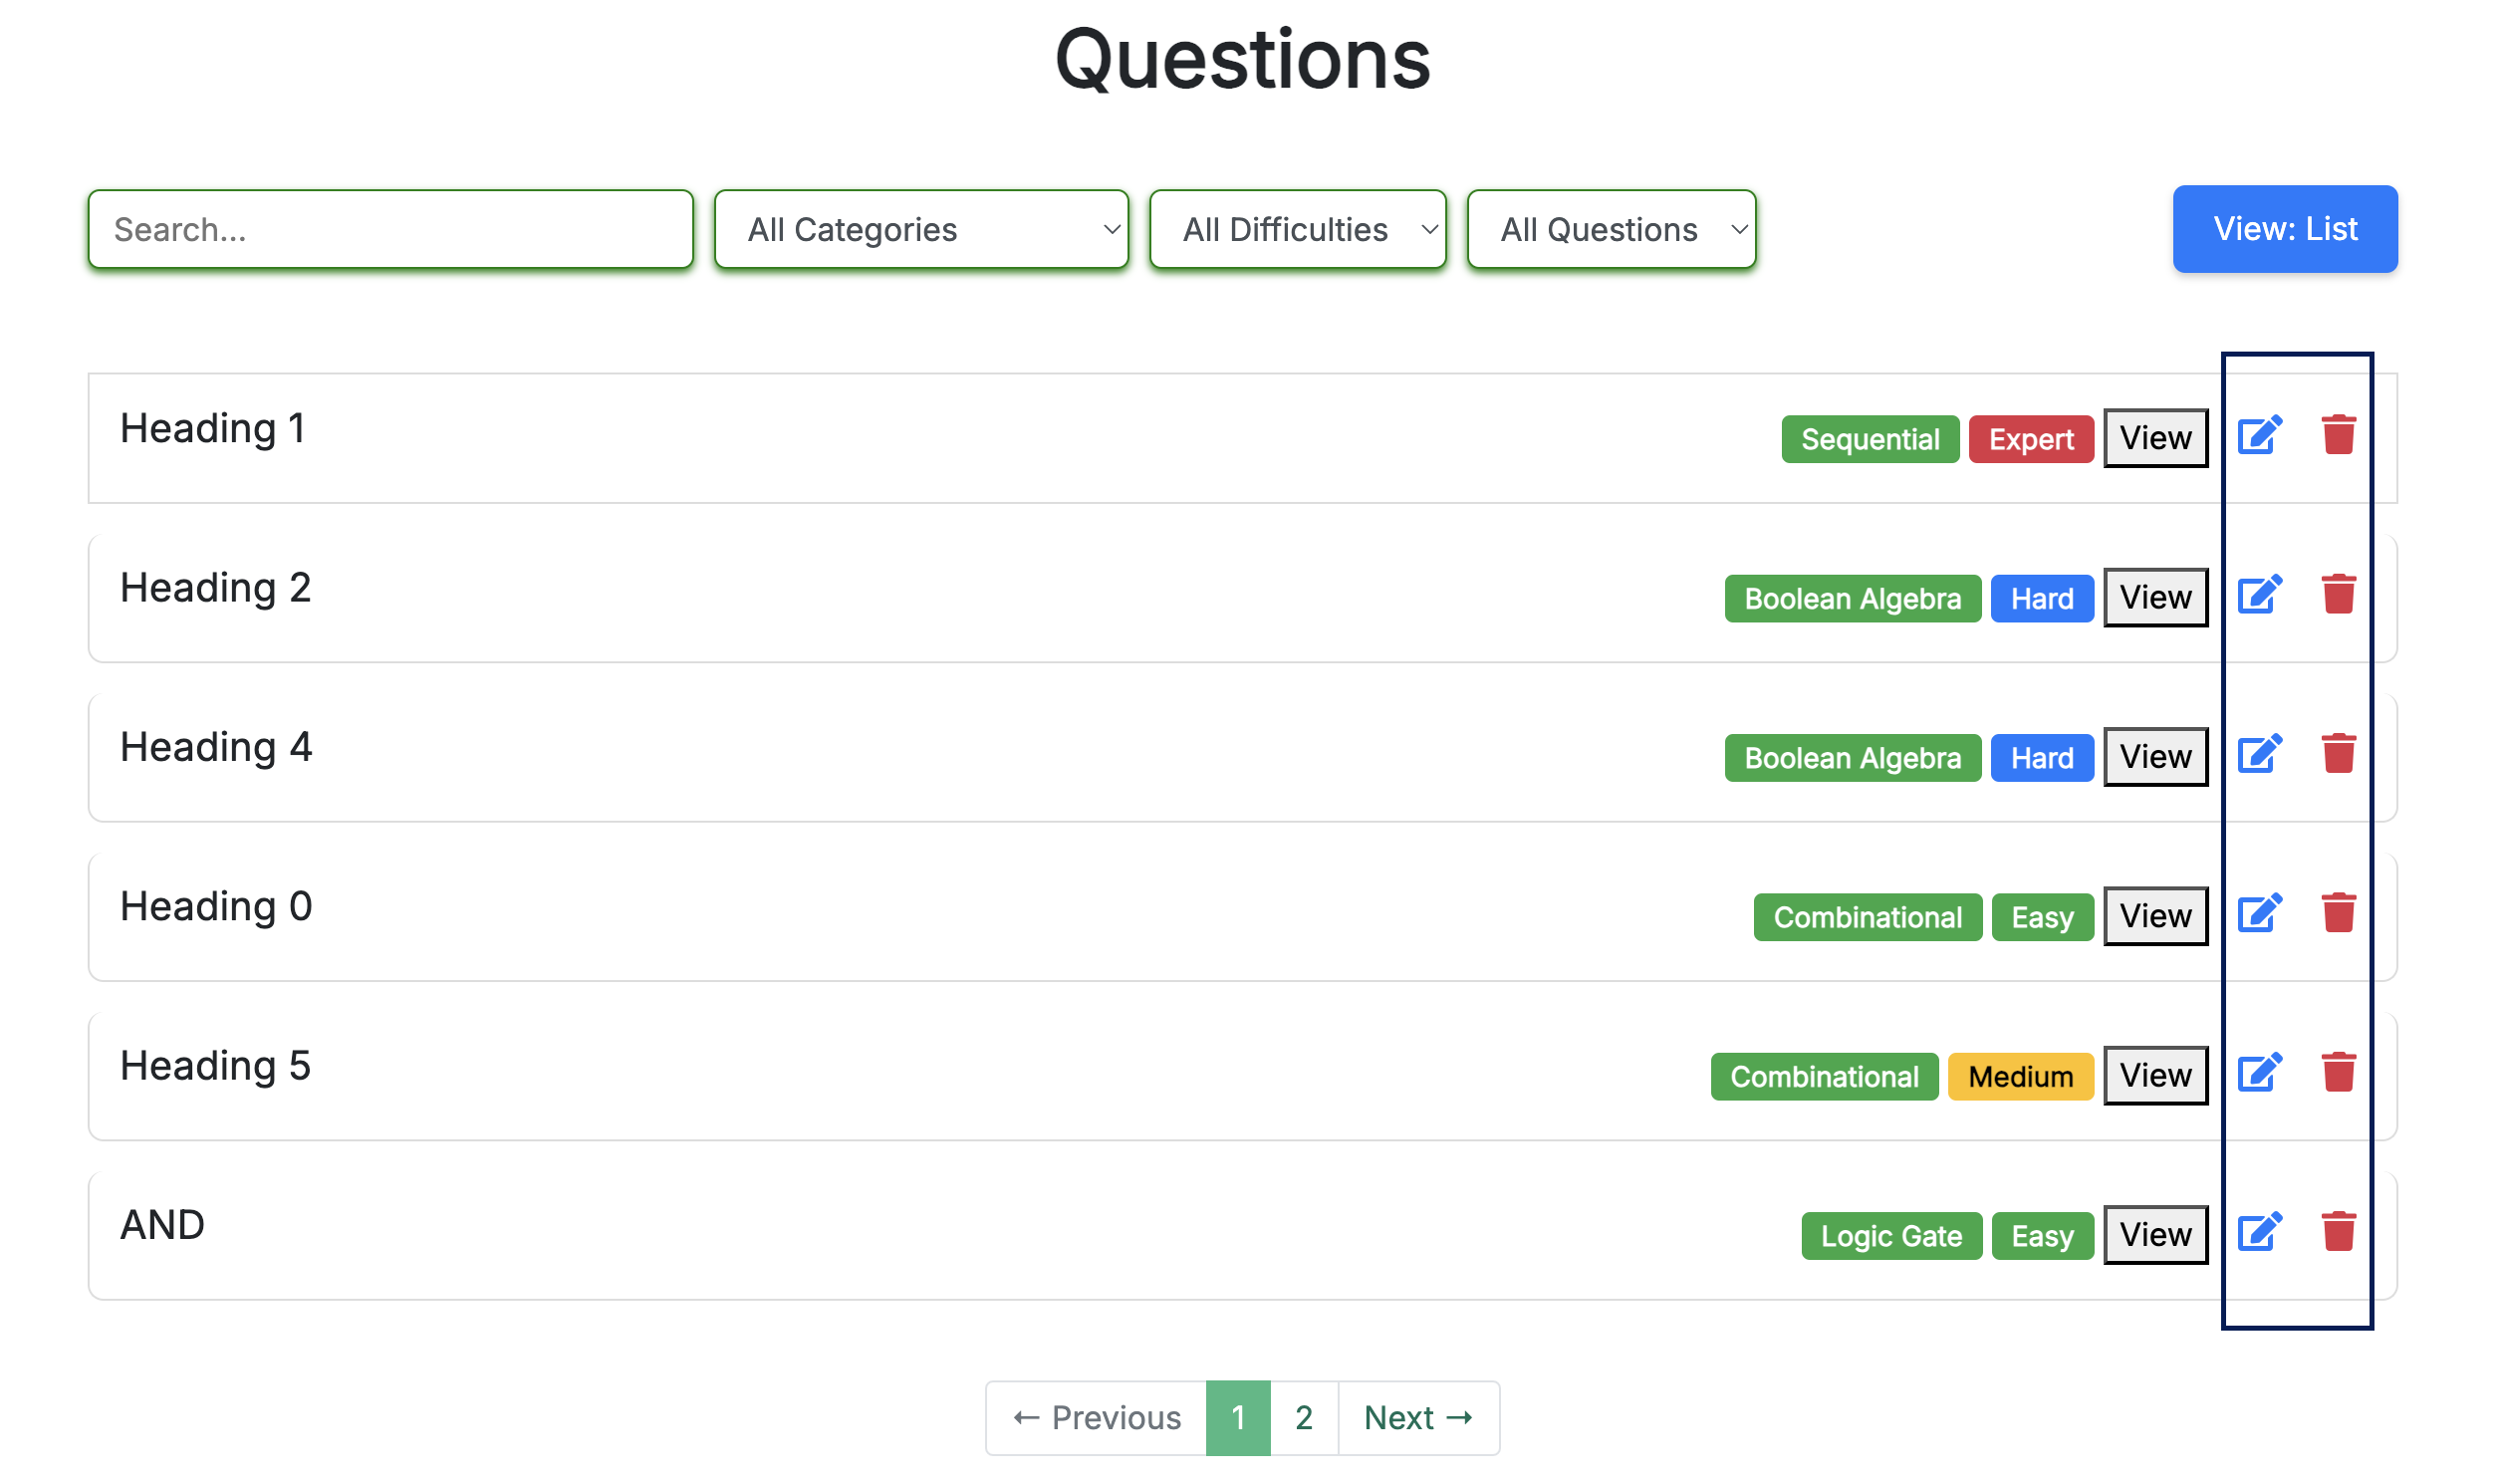 Questions
Search... All Categories All Difficulties All Questions View: List
Heading 1 Sequential Expert View
Heading 2 Boolean Algebra Hard View
Heading 4 Boolean Algebra Hard View
Heading 0 Combinational Easy View
Heading 5 Combinational Medium View
AND Logic Gate Easy View
← Previous 1 2 Next →